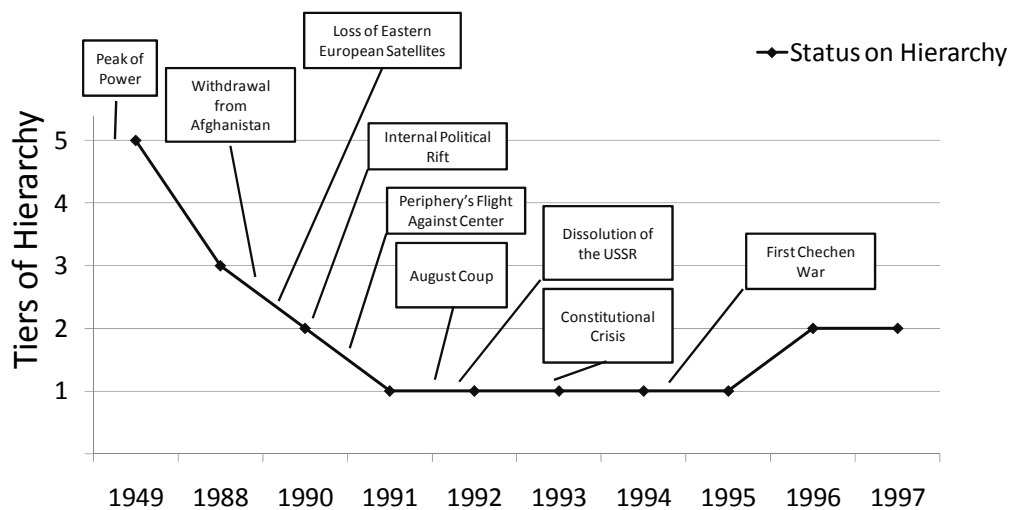 Loss of Eastern
European Satellites
Status on Hierarchy
Peak of
Power
Withdrawal
from
Afghanistan
Internal Political
Rift
Periphery's Flight
Against Center
August Coup
Dissolution of
the USSR
Constitutional
Crisis
First Chechen
War
Tiers of Hierarchy
5
4
3
2
1
1949 1988 1990 1991 1992 1993 1994 1995 1996 1997